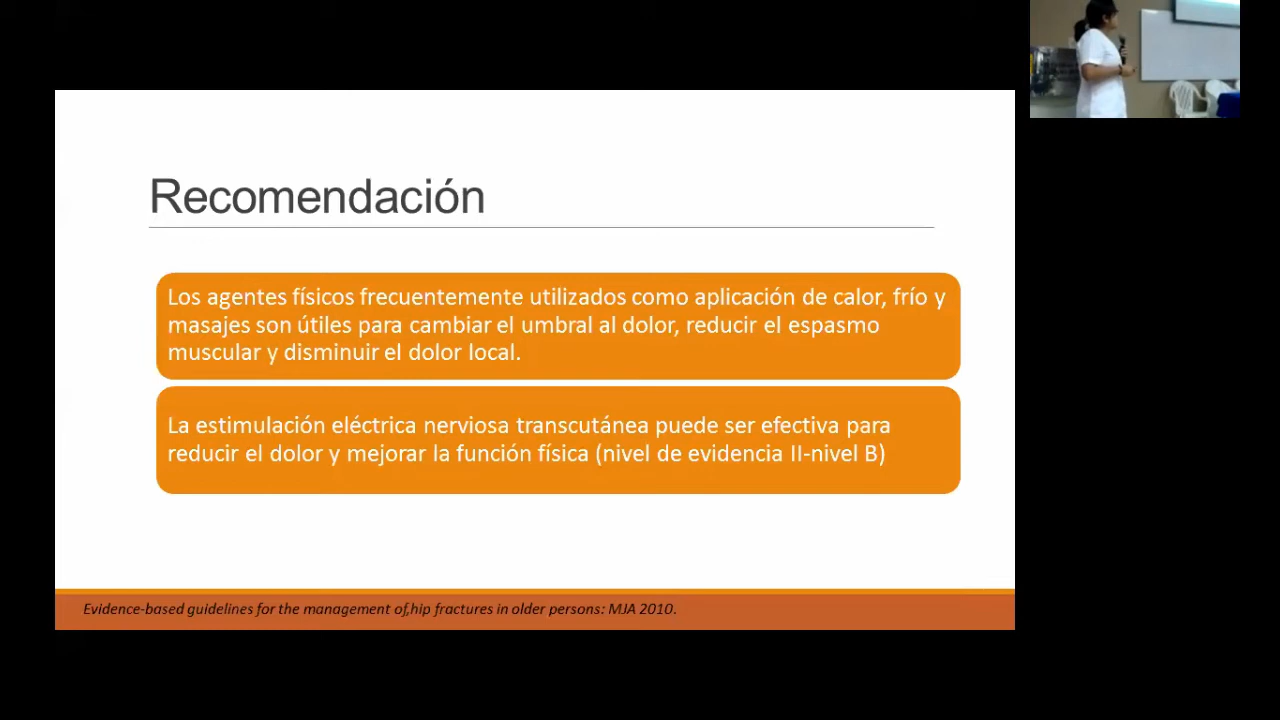 Recomendación
Los agentes físicos frecuentemente utilizados como aplicación de calor, frío y
masajes son útiles para cambiar el umbral al dolor, reducir el espasmo
muscular y disminuir el dolor local.
La estimulación eléctrica nerviosa transcutánea puede ser efectiva para
reducir el dolor y mejorar la función física (nivel de evidencia II-nivel B)
Evidence-based guidelines for the management of,hip fractures in older persons: MJA 2010.